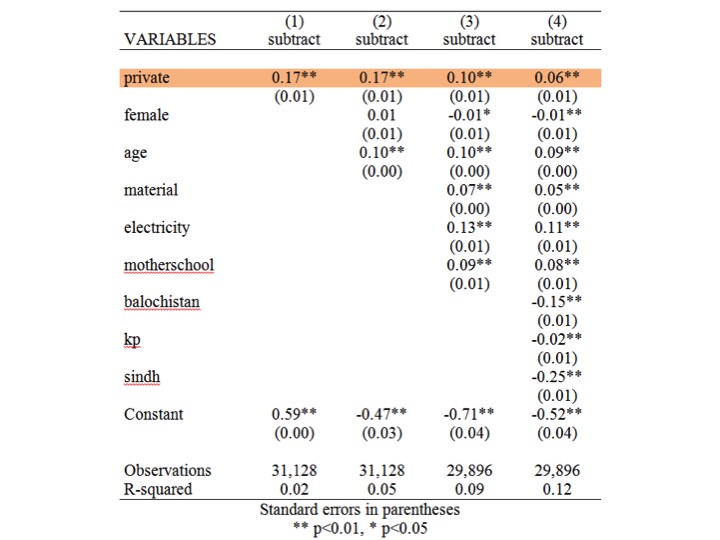 (1) (2) (3) (4)
VARIABLES subtract subtract subtract subtract
private 0.17** 0.17** 0.10** 0.06**
(0.01) (0.01) (0.01) (0.01)
female 0.01 -0.01* -0.01**
(0.01) (0.01) (0.01)
age 0.10** 0.10** 0.09**
(0.00) (0.00) (0.00)
material 0.07** 0.05**
(0.00) (0.00)
electricity 0.13** 0.11**
(0.01) (0.01)
motherschool 0.09** 0.08**
(0.01) (0.01)
balochistan -0.15**
(0.01)
kp -0.02**
(0.01)
sindh -0.25**
(0.01)
Constant 0.59** -0.47** -0.71** -0.52**
(0.00) (0.03) (0.04) (0.04)
Observations 31,128 31,128 29,896 29,896
R-squared 0.02 0.05 0.09 0.12
Standard errors in parentheses
** p<0.01, * p<0.05